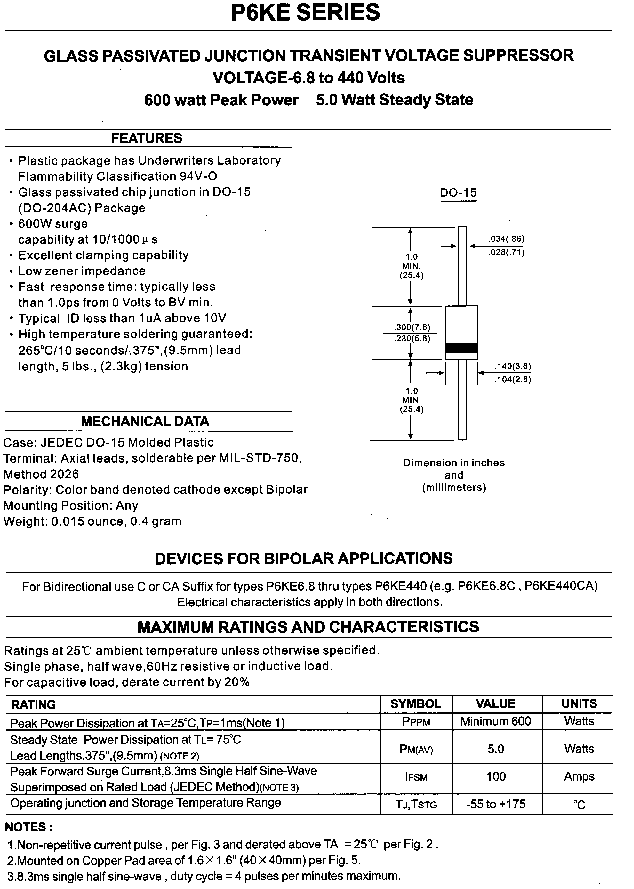 P6KE SERIES
GLASS PASSIVATED JUNCTION TRANSIENT VOLTAGE SUPPRESSOR
VOLTAGE-6.8 to 440 Volts
600 watt Peak Power 5.0 Watt Steady State
FEATURES
· Plastic package has Underwriters Laboratory
Flammability Classification 94V-O
· Glass passivated chip junction in DO-15
(DO-204AC) Package
· 600W surge
capability at 10/1000 μ s
· Excellent clamping capability
· Low zener impedance
· Fast response time: typically less
than 1.0ps from 0 Volts to BV min.
· Typical ID less than 1uA above 10V
· High temperature soldering guaranteed:
265℃/10 seconds/.375",(9.5mm) lead
length, 5 lbs., (2.3kg) tension
DO-15
1.0
MIN.
(25.4)
.034(.86)
.028(.71)
.300(7.6)
.230(5.8)
.140(3.6)
.104(2.6)
1.0
MIN
(25.4)
Dimension in inches
and
(millimeters)
MECHANICAL DATA
Case: JEDEC DO-15 Molded Plastic
Terminal: Axial leads, solderable per MIL-STD-750,
Method 2026
Polarity: Color band denoted cathode except Bipolar
Mounting Position: Any
Weight: 0.015 ounce, 0.4 gram
DEVICES FOR BIPOLAR APPLICATIONS
For Bidirectional use C or CA Suffix for types P6KE6.8 thru types P6KE440 (e.g. P6KE6.8C , P6KE440CA)
Electrical characteristics apply in both directions.
MAXIMUM RATINGS AND CHARACTERISTICS
Ratings at 25℃ ambient temperature unless otherwise specified.
Single phase, half wave,60Hz resistive or inductive load.
For capacitive load, derate current by 20%
RATING SYMBOL VALUE UNITS
Peak Power Dissipation at TA=25℃,TP=1ms(Note 1) PPPM Minimum 600 Watts
Steady State Power Dissipation at TL= 75℃
Lead Lengths.375",(9.5mm) (NOTE 2) PM(AV) 5.0 Watts
Peak Forward Surge Current,8.3ms Single Half Sine-Wave
Superimposed on Rated Load (JEDEC Method)(NOTE 3) IFSM 100 Amps
Operating junction and Storage Temperature Range TJ,TSTG -55 to +175 ℃
NOTES :
1.Non-repetitive current pulse , per Fig. 3 and derated above TA = 25℃ per Fig. 2 .
2.Mounted on Copper Pad area of 1.6 × 1.6" (40 × 40mm) per Fig. 5.
3.8.3ms single half sine-wave , duty cycle = 4 pulses per minutes maximum.